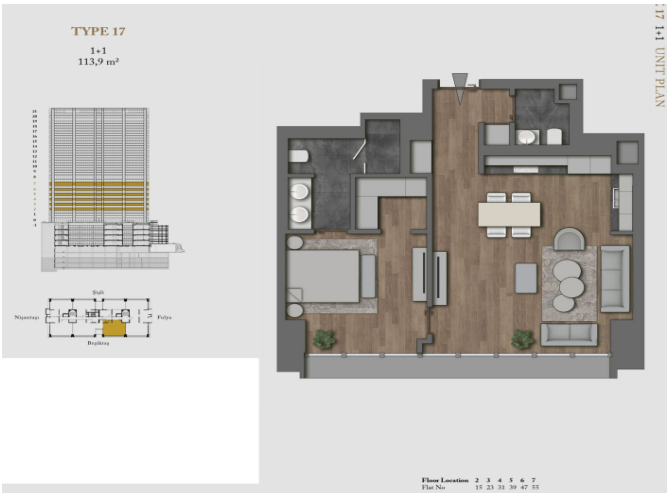 TYPE 17
1+1
113,9 m²
17 1+1 UNIT PLAN
Şişli
Nişantaşı
Fulya
Beşiktaş
Floor Location 2 3 4 5 6 7
Flat No 15 23 31 39 47 55